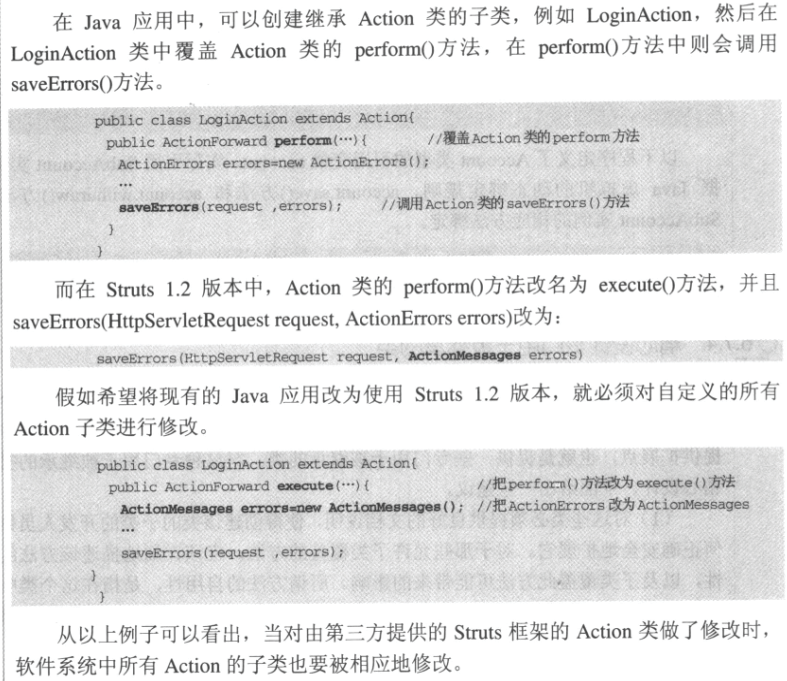 在 Java 应用中，可以创建继承 Action 类的子类，例如 LoginAction，然后在
LoginAction 类中覆盖 Action 类的 perform()方法，在 perform()方法中则会调用
saveErrors()方法。
public class LoginAction extends Action{
public ActionForward perform(…){ //覆盖Action 类的perform 方法
ActionErrors errors=new ActionErrors();
…
saveErrors(request ,errors); //调用Action 类的saveErrors()方法
}
}
而在 Struts 1.2 版本中，Action 类的 perform()方法改名为 execute()方法，并且
saveErrors(HttpServletRequest request, ActionErrors errors)改为：
saveErrors(HttpServletRequest request, ActionMessages errors)
假如希望将现有的 Java 应用改为使用 Struts 1.2 版本，就必须对自定义的所有
Action 子类进行修改。
public class LoginAction extends Action{
public ActionForward execute(…){ //把perform()方法改为execute()方法
ActionMessages errors=new ActionMessages(); //把ActionErrors 改为ActionMessages
…
saveErrors(request ,errors);
}
}
从以上例子可以看出，当对由第三方提供的 Struts 框架的 Action 类做了修改时，
软件系统中所有 Action 的子类也要被相应地修改。